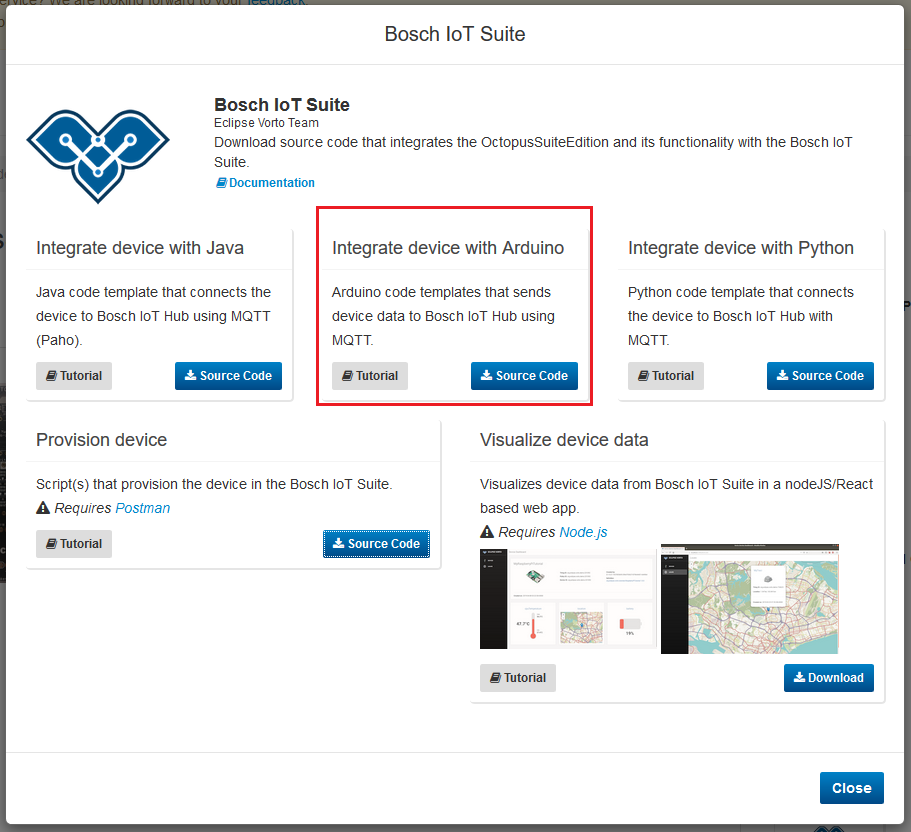 service? We are looking forward to your feedback.
Bosch IoT Suite
Bosch IoT Suite
Eclipse Vorto Team
Download source code that integrates the OctopusSuiteEdition and its functionality with the Bosch IoT
Suite.
Documentation
Integrate device with Java
Java code template that connects the
device to Bosch IoT Hub using MQTT
(Paho).
Tutorial
Source Code
Integrate device with Arduino
Arduino code templates that sends
device data to Bosch IoT Hub using
MQTT.
Tutorial
Source Code
Integrate device with Python
Python code template that connects
the device to Bosch IoT Hub with
MQTT.
Tutorial
Source Code
Provision device
Script(s) that provision the device in the Bosch IoT Suite.
Requires Postman
Tutorial
Source Code
Visualize device data
Visualizes device data from Bosch IoT Suite in a nodeJS/React
based web app.
Requires Node.js
47.7°C
19%
Tutorial
Download
Close